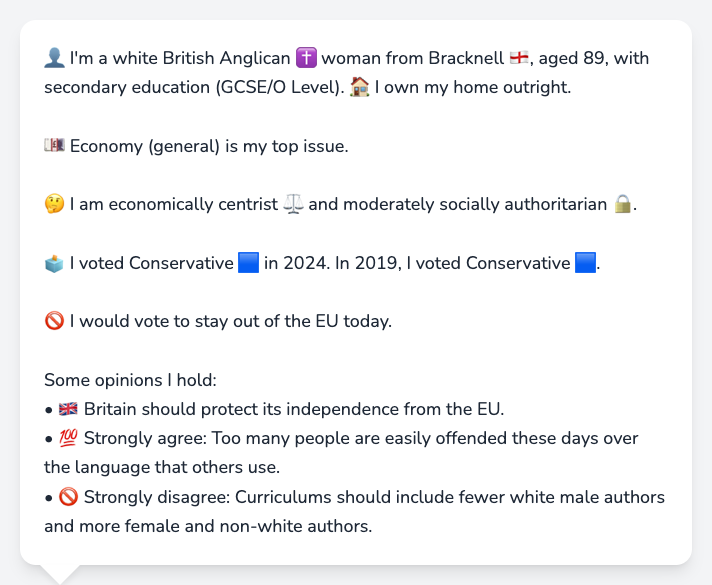 👤 I'm a white British Anglican ✝️ woman from Bracknell 🏴󠁧󠁢󠁥󠁮󠁧󠁿, aged 89, with
secondary education (GCSE/O Level). 🏠 I own my home outright.
💷 Economy (general) is my top issue.
🤔 I am economically centrist ⚖️ and moderately socially authoritarian 🔒.
🗳️ I voted Conservative 🟦 in 2024. In 2019, I voted Conservative 🟦.
🚫 I would vote to stay out of the EU today.
Some opinions I hold:
• 🇬🇧 Britain should protect its independence from the EU.
• 💯 Strongly agree: Too many people are easily offended these days over
the language that others use.
• 🚫 Strongly disagree: Curriculums should include fewer white male authors
and more female and non-white authors.